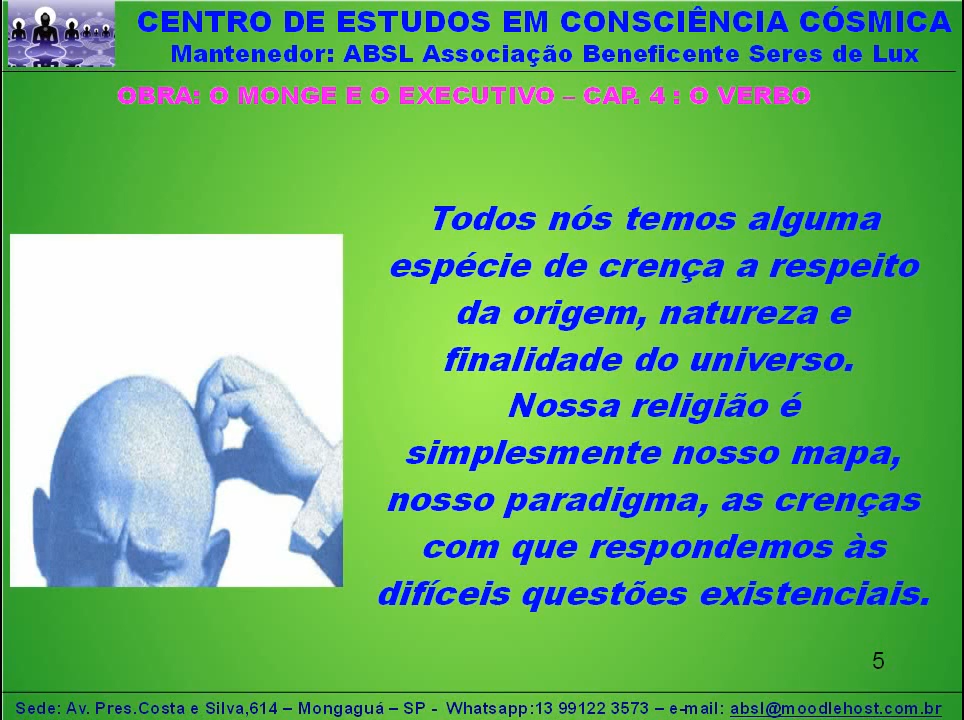 CENTRO DE ESTUDOS EM CONSCIÊNCIA CÓSMICA
Mantenedor: ABSL Associação Beneficente Seres de Lux
OBRA: O MONGE E O EXECUTIVO – CAP. 4 : O VERBO
Todos nós temos alguma
espécie de crença a respeito
da origem, natureza e
finalidade do universo.
Nossa religião é
simplesmente nosso mapa,
nosso paradigma, as crenças
com que respondemos às
difíceis questões existenciais.
5
Sede: Av. Pres.Costa e Silva,614 – Mongaguá – SP - Whatsapp:13 99122 3573 – e-mail: absl@moodlehost.com.br